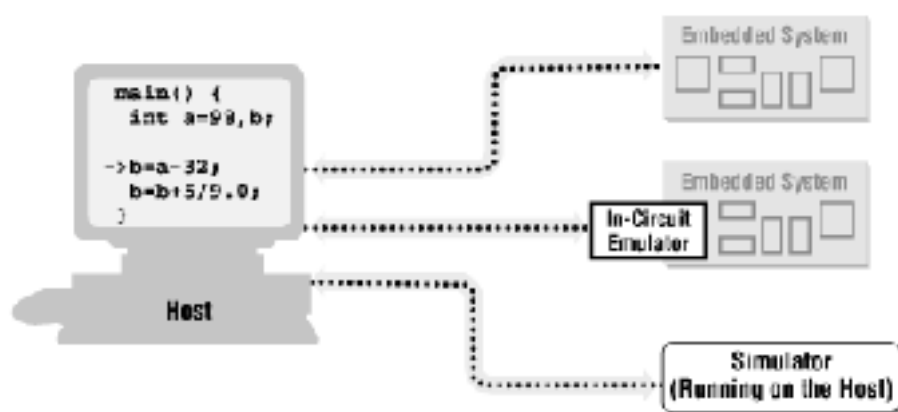 main() {
int a=98,b;
->b=a-32;
b=b+5/9.0;
}
Host
Embedded System
Embedded System
In-Circuit
Emulator
Simulator
(Running on the Host)